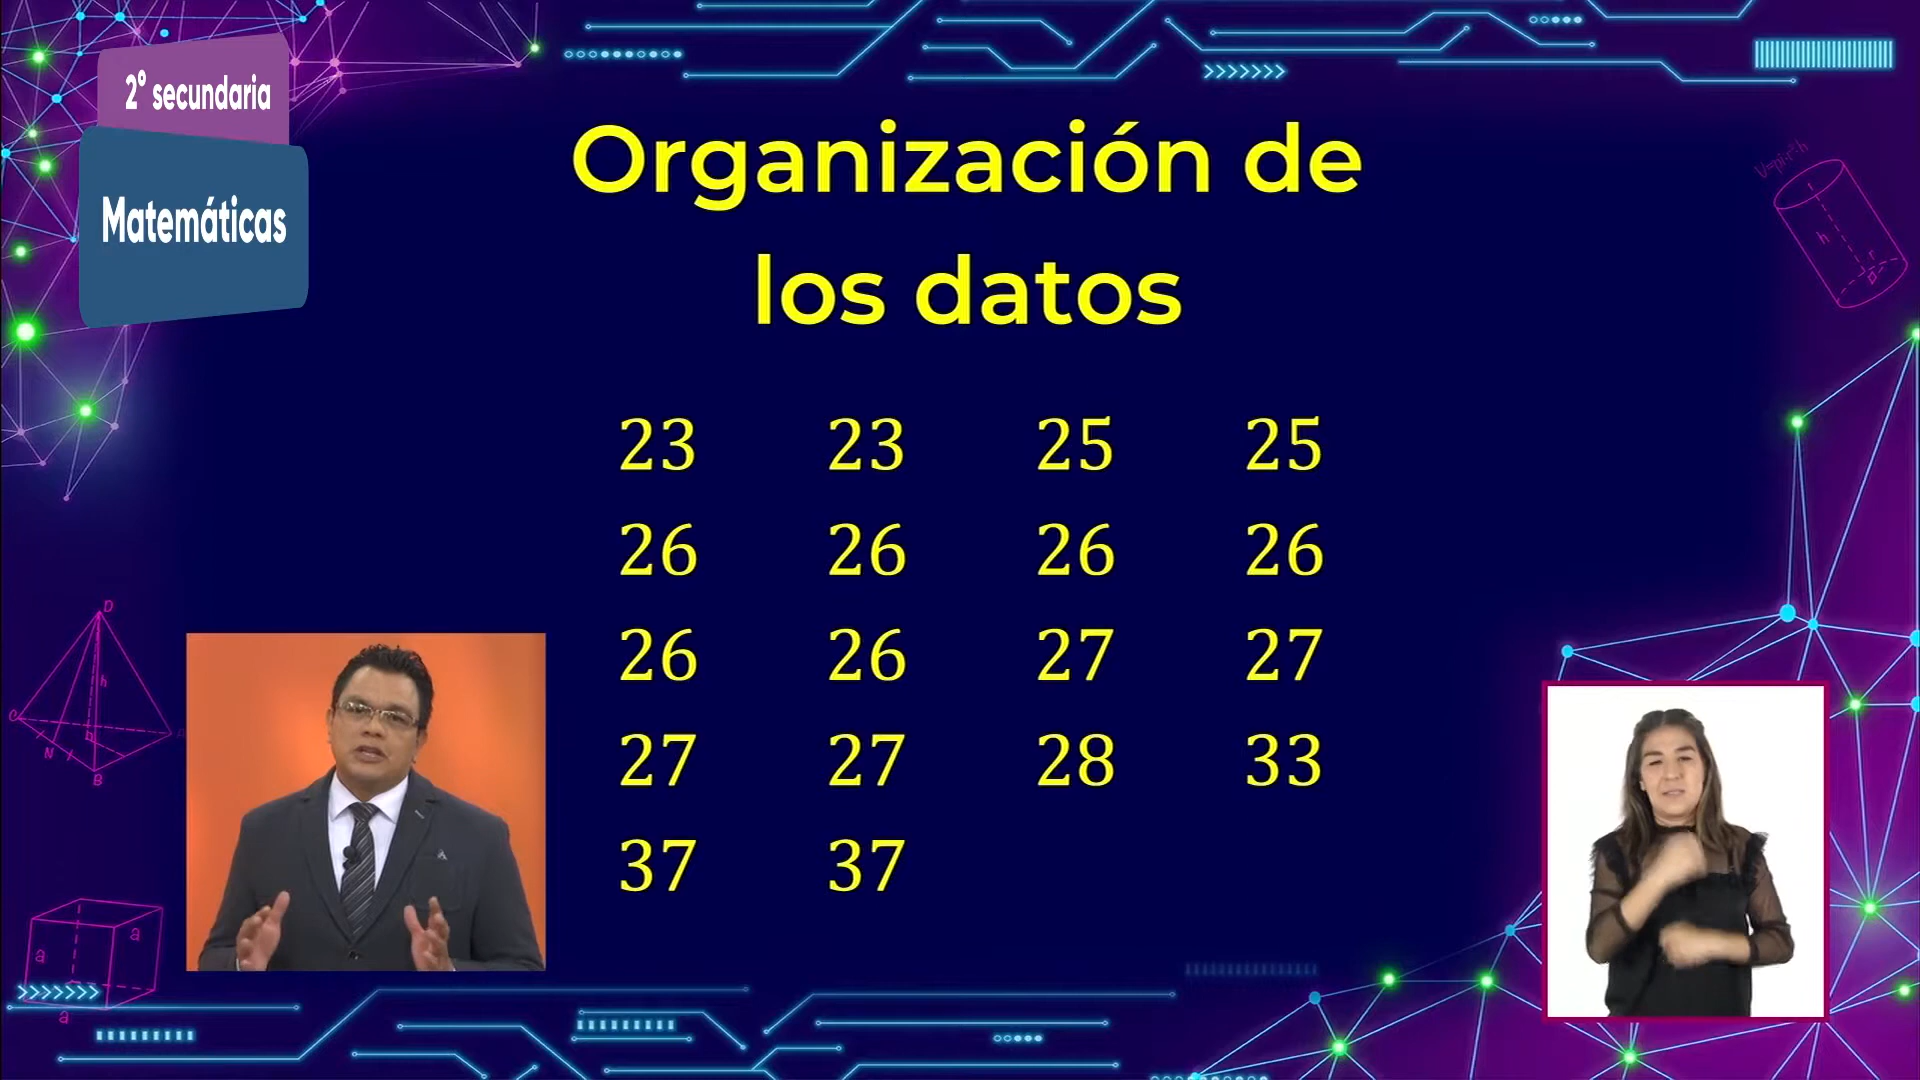 2° secundaria
Matemáticas
Organización de
los datos
23 23 25 25
26 26 26 26
26 26 27 27
27 27 28 33
37 37
D
h
C
A
b
N
B
a
a
a
h
r